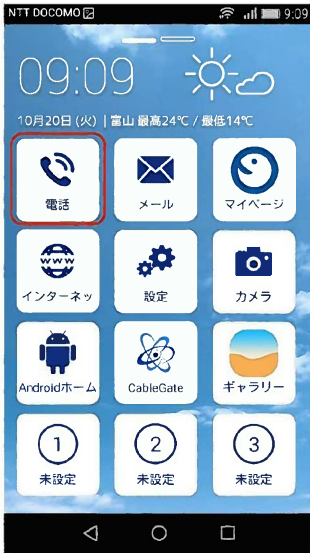 NTT DOCOMO 9:09
09:09
10月20日 (火) | 富山 最高24℃ / 最低14℃
電話 メール マイページ
www
インターネッ 設定 カメラ
Androidホーム CableGate ギャラリー
1 2 3
未設定 未設定 未設定